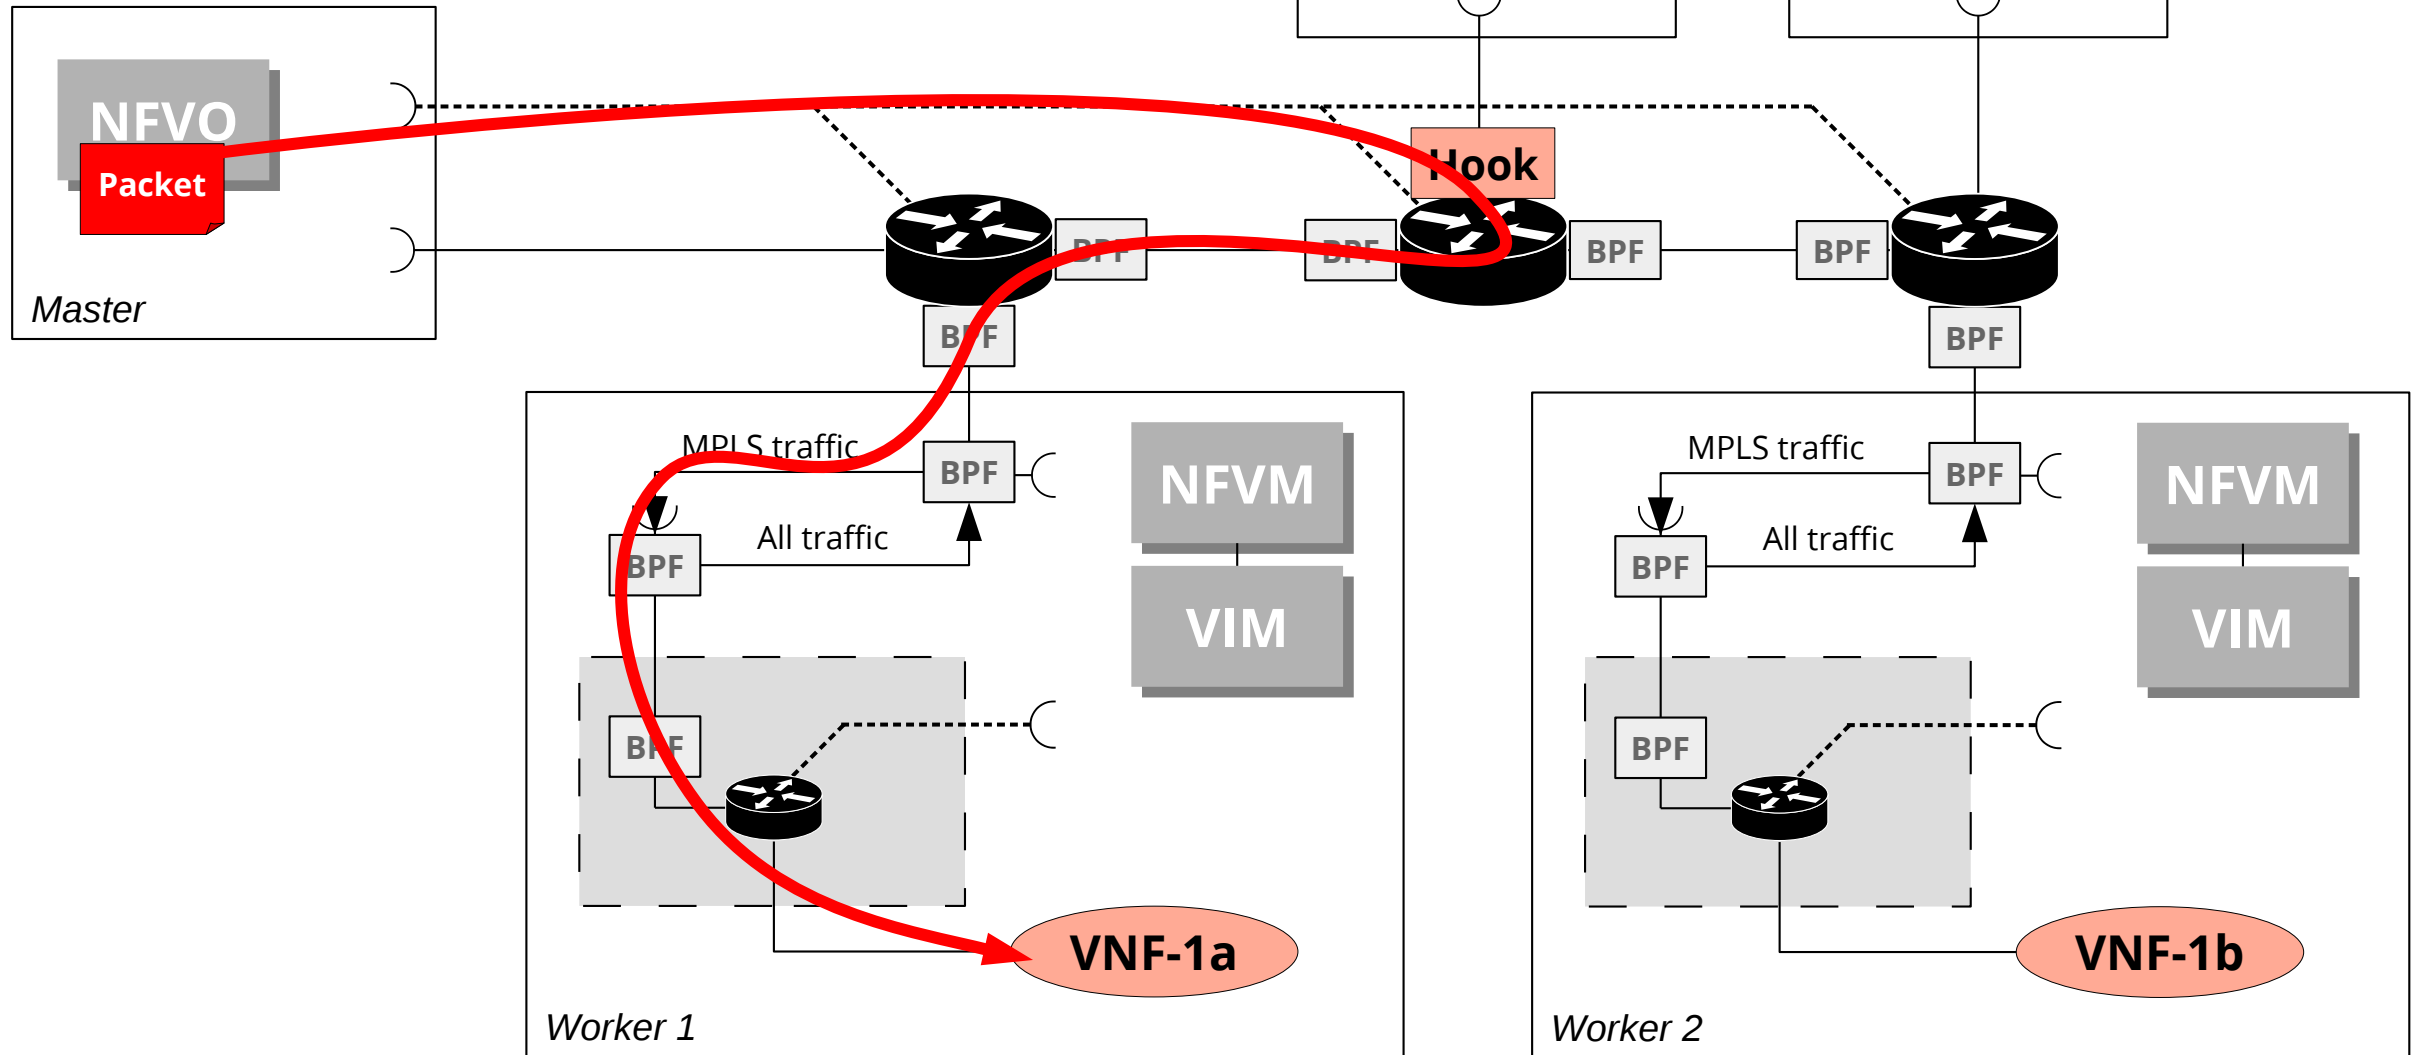 NFVO
Packet
Master
Hook
BPF
BPF
BPF
BPF
BPF
BPF
MPLS traffic
BPF
All traffic
BPF
BPF
NFVM
VIM
VNF-1a
Worker 1
MPLS traffic
BPF
All traffic
BPF
BPF
NFVM
VIM
VNF-1b
Worker 2